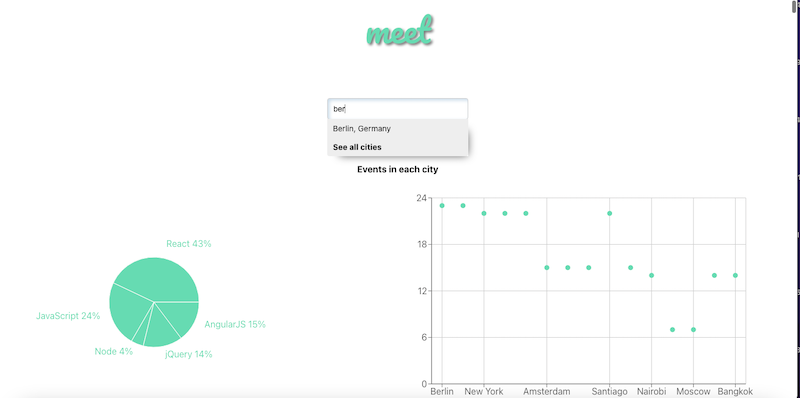 meet
ber
Berlin, Germany
See all cities
Events in each city
React 43%
JavaScript 24%
AngularJS 15%
Node 4%
jQuery 14%
24
18
12
6
0
Berlin New York Amsterdam Santiago Nairobi Moscow Bangkok